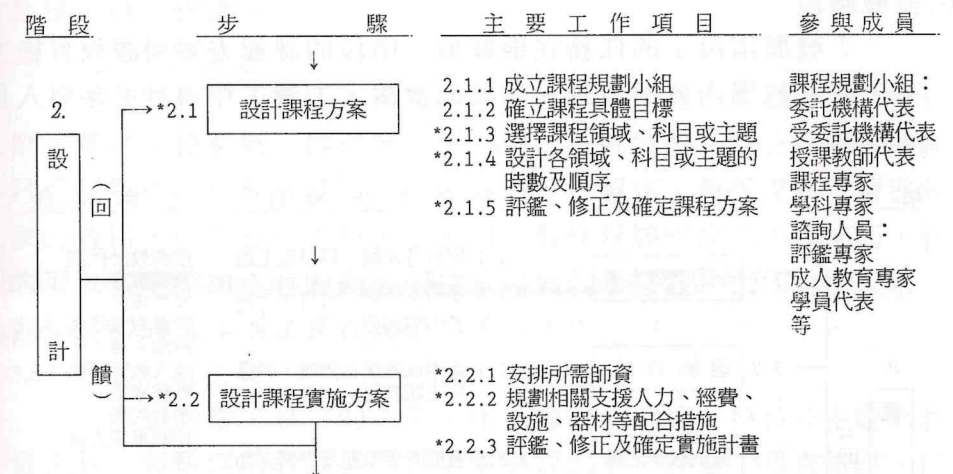 階段 步驟 主要工作項目 參與成員
2.
設計
(回饋)
*2.1 設計課程方案
2.1.1 成立課程規劃小組
2.1.2 確立課程具體目標
*2.1.3 選擇課程領域、科目或主題
*2.1.4 設計各領域、科目或主題的
時數及順序
*2.1.5 評鑑、修正及確定課程方案
課程規劃小組：
委託機構代表
受委託機構代表
授課教師代表
課程專家
學科專家
諮詢人員：
評鑑專家
成人教育專家
學員代表
等
*2.2 設計課程實施方案
*2.2.1 安排所需師資
*2.2.2 規劃相關支援人力、經費、
設施、器材等配合措施
*2.2.3 評鑑、修正及確定實施計畫